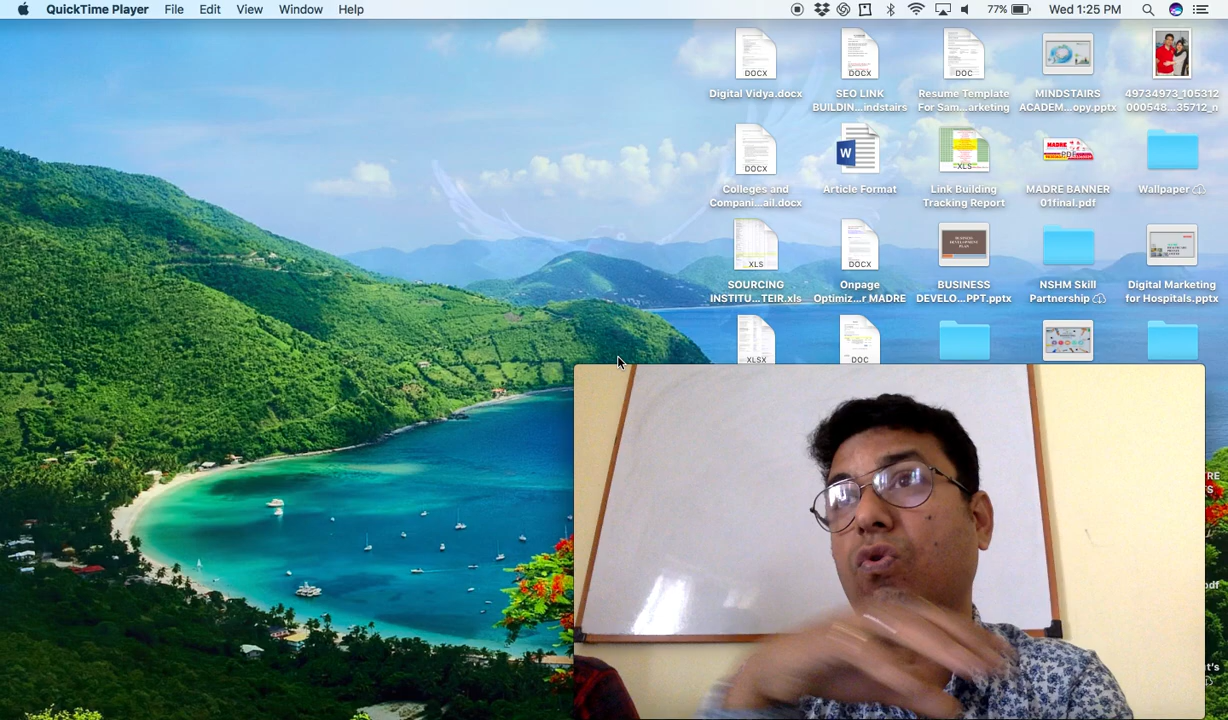 QuickTime Player File Edit View Window Help 77% Wed 1:25 PM
DOCX DOCX DOC
Digital Vidya.docx
SEO LINK
BUILDIN...indstairs
Resume Template
For Sam...arketing
MINDSTAIRS
ACADEM...opy.pptx
49734973_105312
000548...35712_n
DOCX
Colleges and
Compani...ail.docx
W
Article Format
XLS
Link Building
Tracking Report
MADRE
MADRE BANNER
01final.pdf
Wallpaper
XLS
SOURCING
INSTITU...TEIR.xls
DOCX
Onpage
Optimiz...r MADRE
BUSINESS
DEVELO...PPT.pptx
NSHM Skill
Partnership
Digital Marketing
for Hospitals.pptx
XLSX
DOC